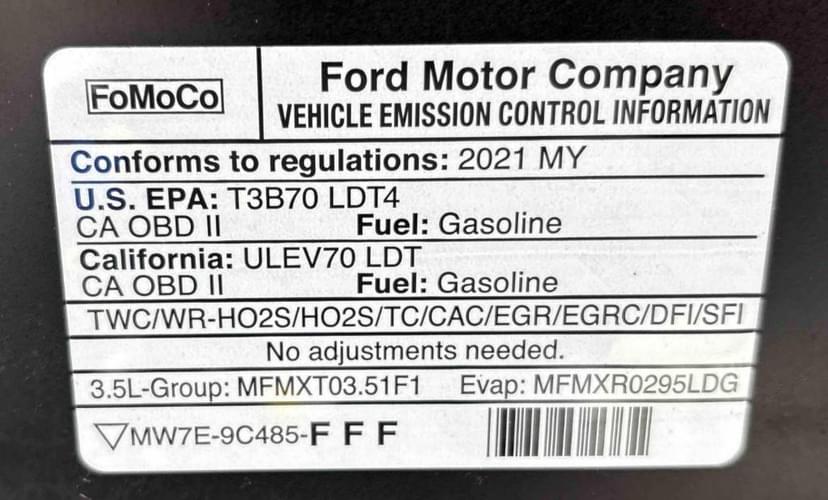 FoMoCo
Ford Motor Company
VEHICLE EMISSION CONTROL INFORMATION
Conforms to regulations: 2021 MY
U.S. EPA: T3B70 LDT4
CA OBD II Fuel: Gasoline
California: ULEV70 LDT
CA OBD II Fuel: Gasoline
TWC/WR-HO2S/HO2S/TC/CAC/EGR/EGRC/DFI/SFI
No adjustments needed.
3.5L-Group: MFMXT03.51F1 Evap: MFMXR0295LDG
MW7E-9C485-F F F